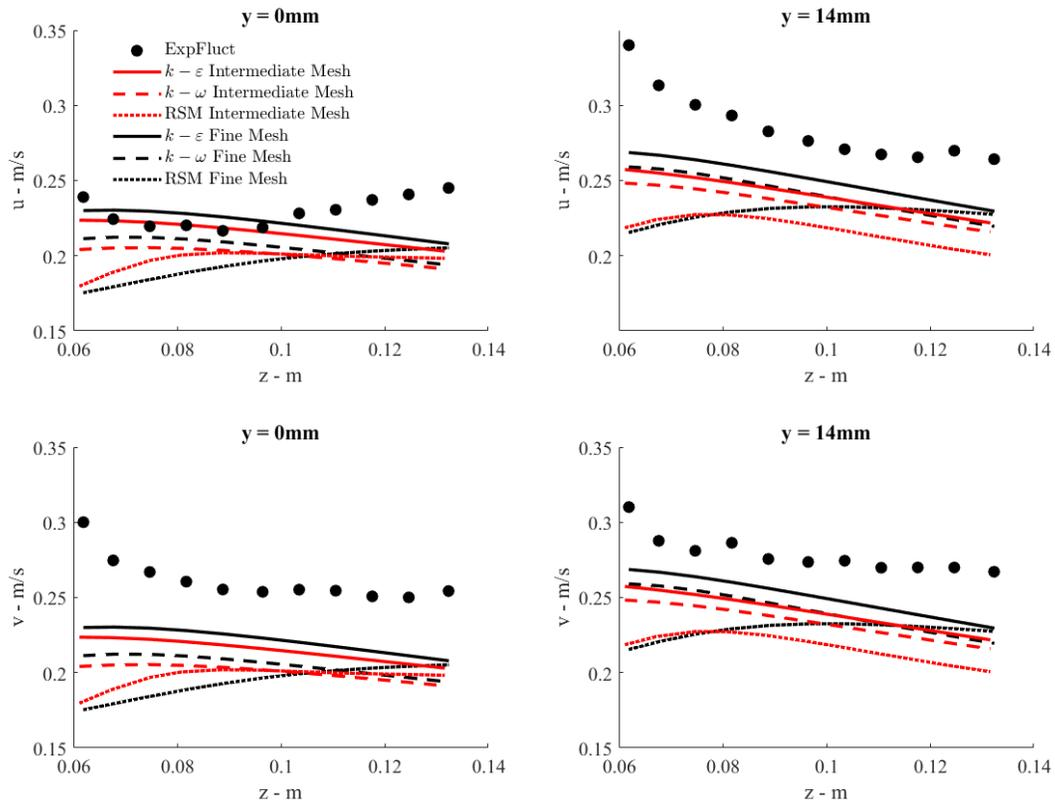 y = 0mm
0.35
0.3
0.25
0.2
0.15
u - m/s
ExpFluct
k − ε Intermediate Mesh
k − ω Intermediate Mesh
RSM Intermediate Mesh
k − ε Fine Mesh
k − ω Fine Mesh
RSM Fine Mesh
0.06 0.08 0.1 0.12 0.14
z - m
y = 14mm
0.3
0.25
0.2
u - m/s
0.06 0.08 0.1 0.12 0.14
z - m
y = 0mm
0.35
0.3
0.25
0.2
0.15
v - m/s
0.06 0.08 0.1 0.12 0.14
z - m
y = 14mm
0.35
0.3
0.25
0.2
0.15
v - m/s
0.06 0.08 0.1 0.12 0.14
z - m